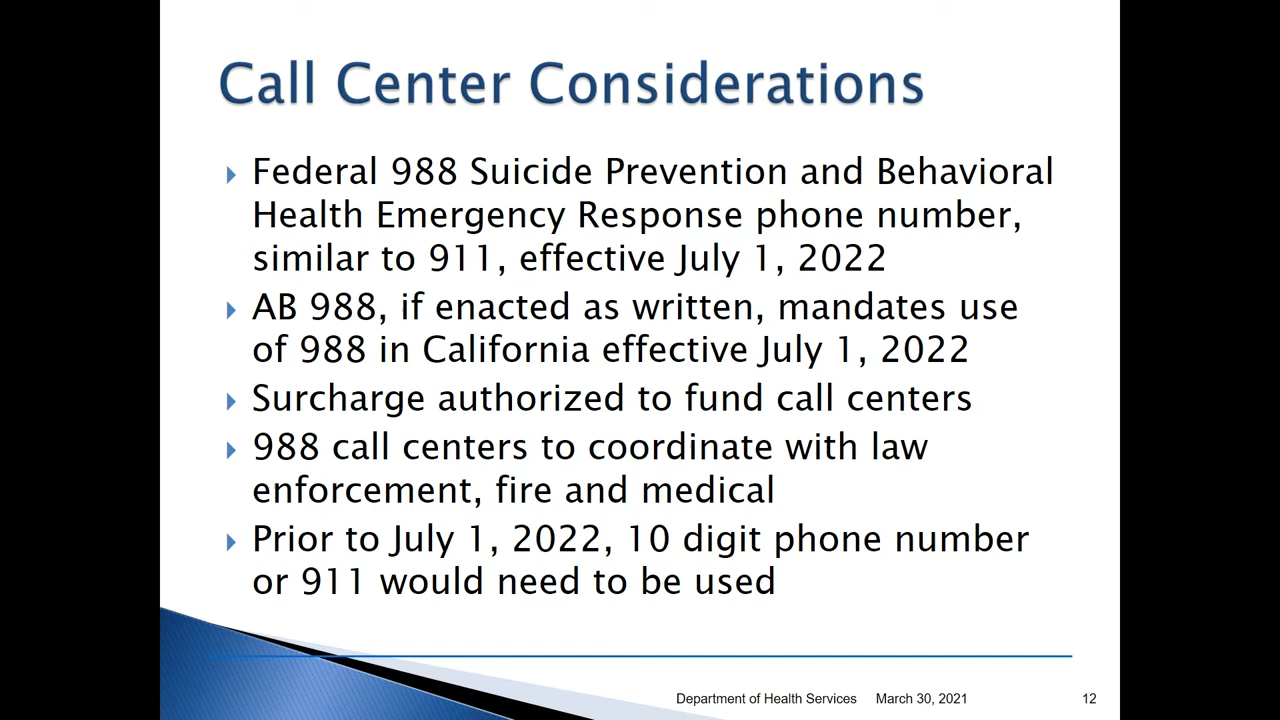 Call Center Considerations
Federal 988 Suicide Prevention and Behavioral
Health Emergency Response phone number,
similar to 911, effective July 1, 2022
AB 988, if enacted as written, mandates use
of 988 in California effective July 1, 2022
Surcharge authorized to fund call centers
988 call centers to coordinate with law
enforcement, fire and medical
Prior to July 1, 2022, 10 digit phone number
or 911 would need to be used
Department of Health Services March 30, 2021 12